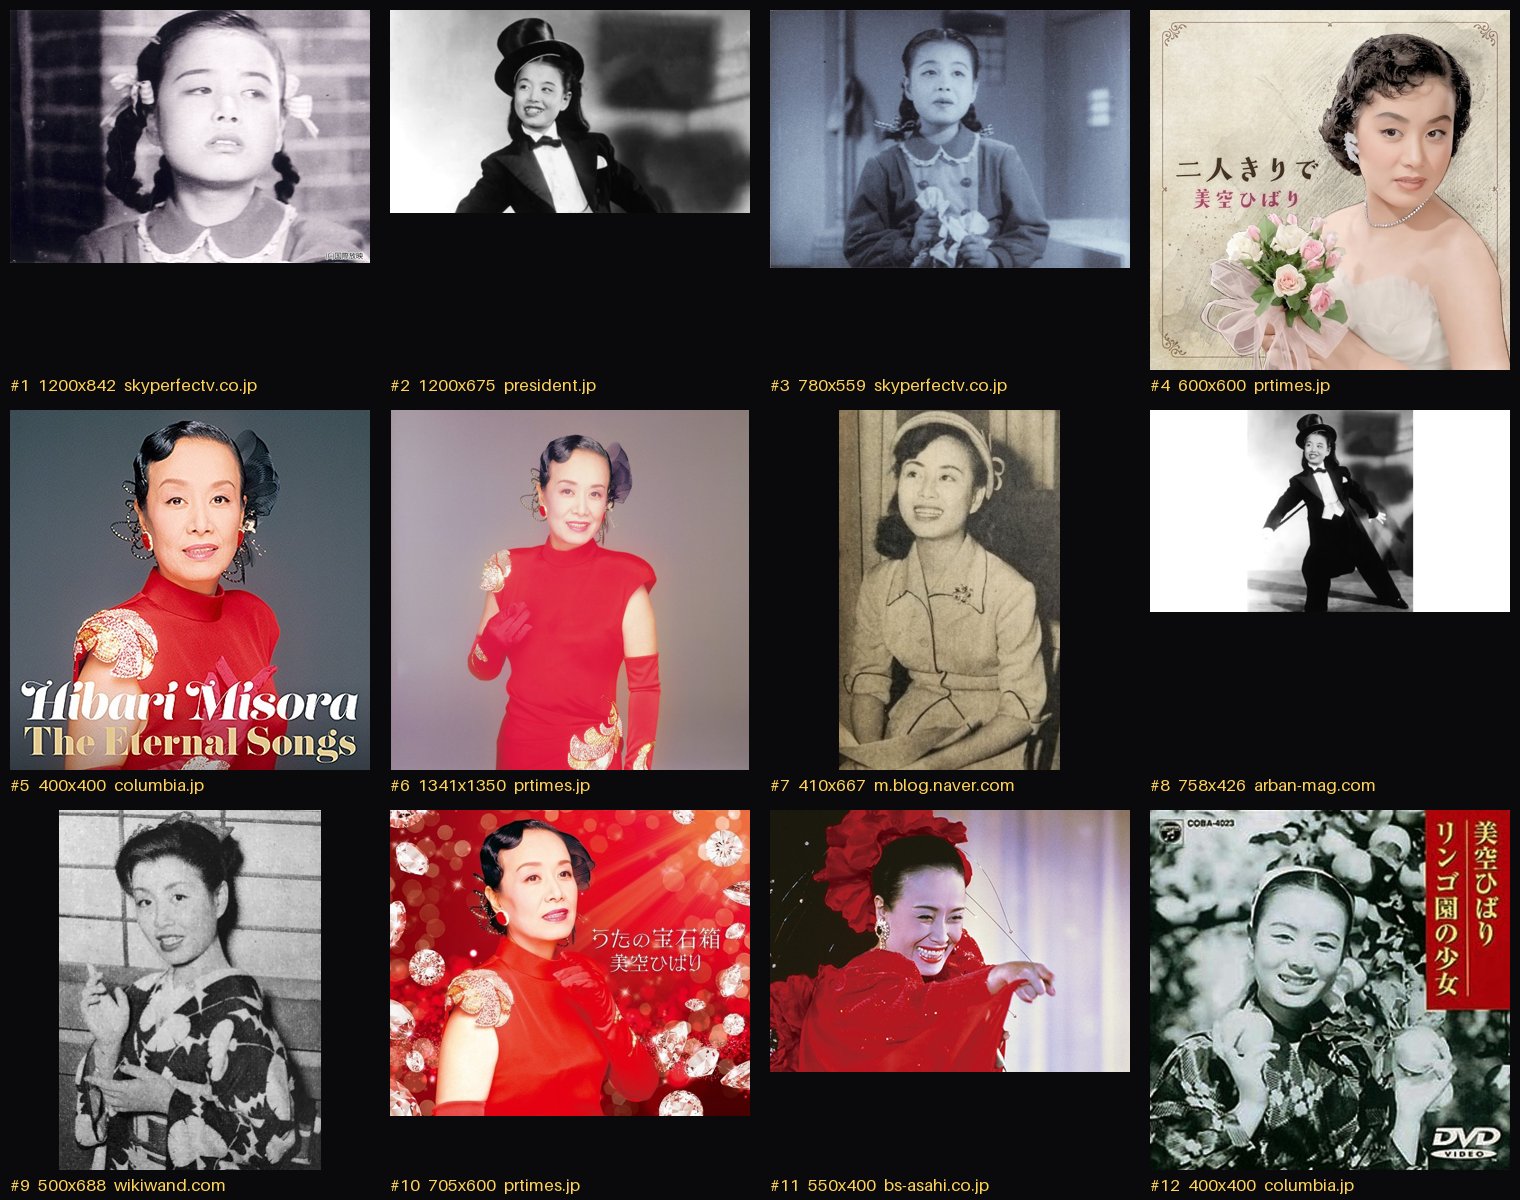 (C)国際放映
#1 1200x842 skyperfectv.co.jp
#2 1200x675 president.jp
#3 780x559 skyperfectv.co.jp
二人きりで
美空ひばり
#4 600x600 prtimes.jp
Hibari Misora
The Eternal Songs
#5 400x400 columbia.jp
#6 1341x1350 prtimes.jp
#7 410x667 m.blog.naver.com
#8 758x426 arban-mag.com
#9 500x688 wikiwand.com
うたの宝石箱
美空ひばり
#10 705x600 prtimes.jp
#11 550x400 bs-asahi.co.jp
COBA-4023
美空ひばり
リンゴ園の少女
DVD
VIDEO
#12 400x400 columbia.jp